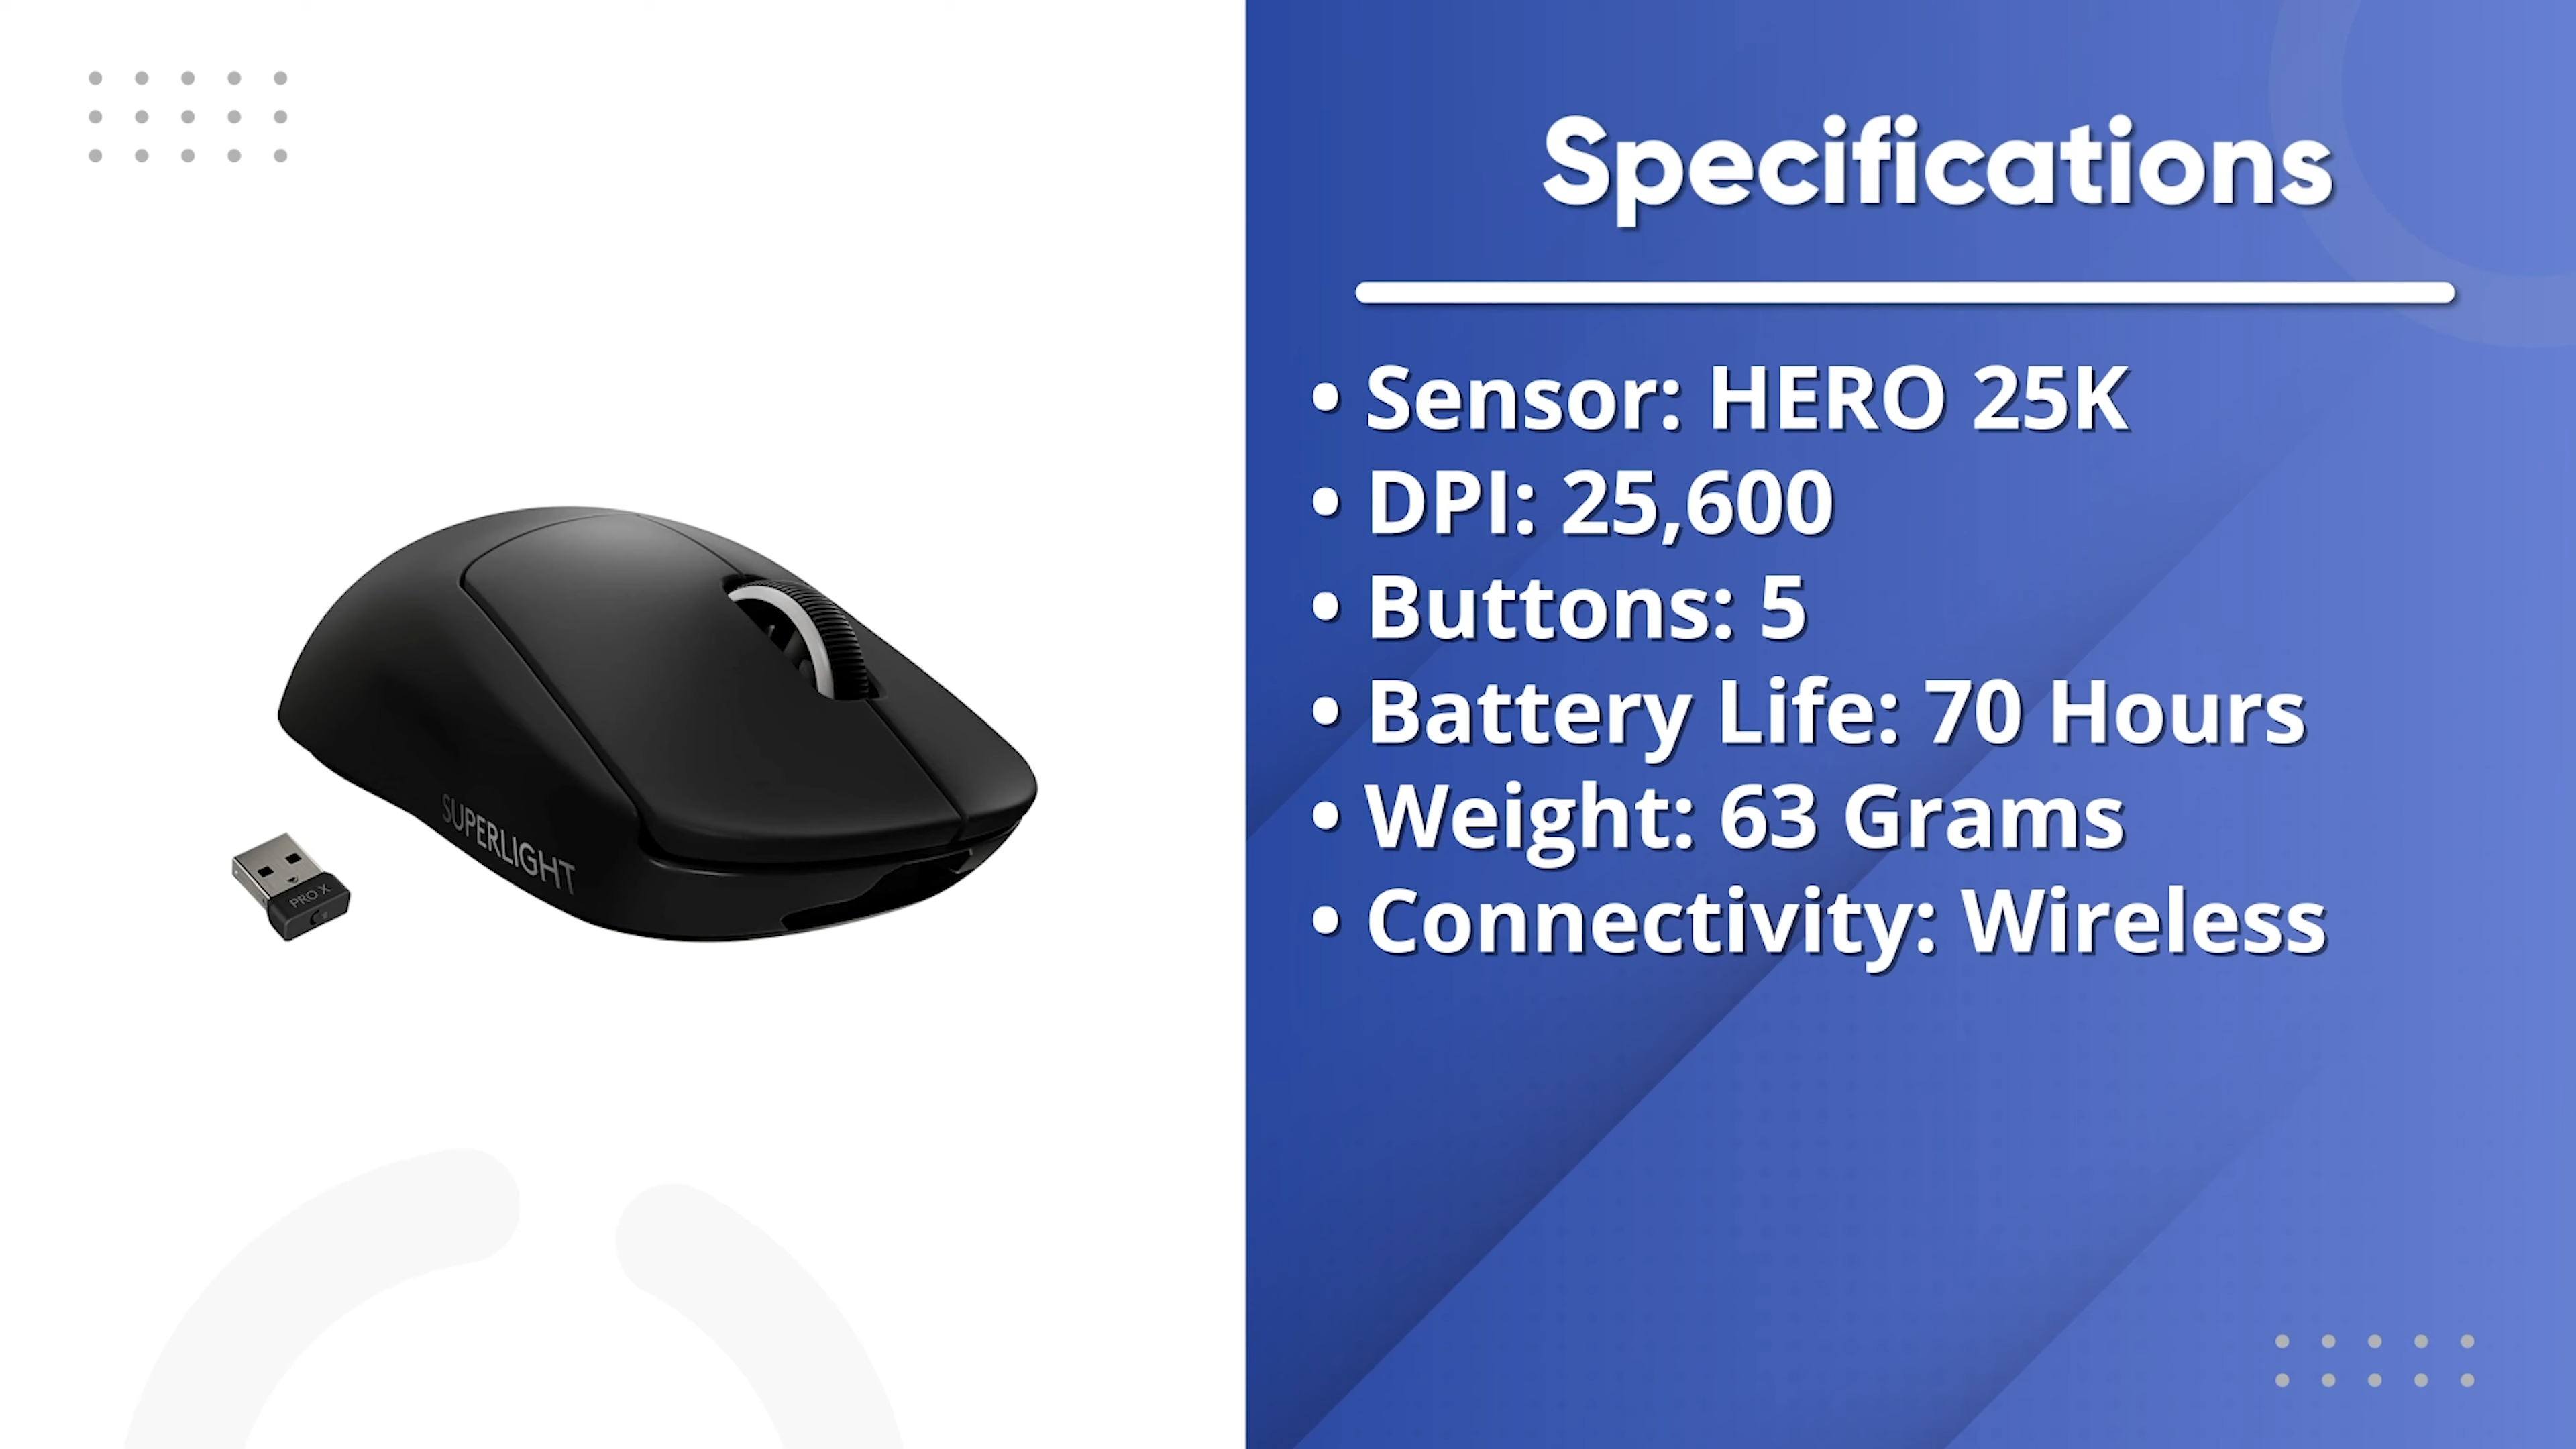 Specifications
• Sensor: HERO 25K
• DPI: 25,600
• Buttons: 5
• Battery Life: 70 Hours
• Weight: 63 Grams
• Connectivity: Wireless
SUPERLIGHT
PRO X